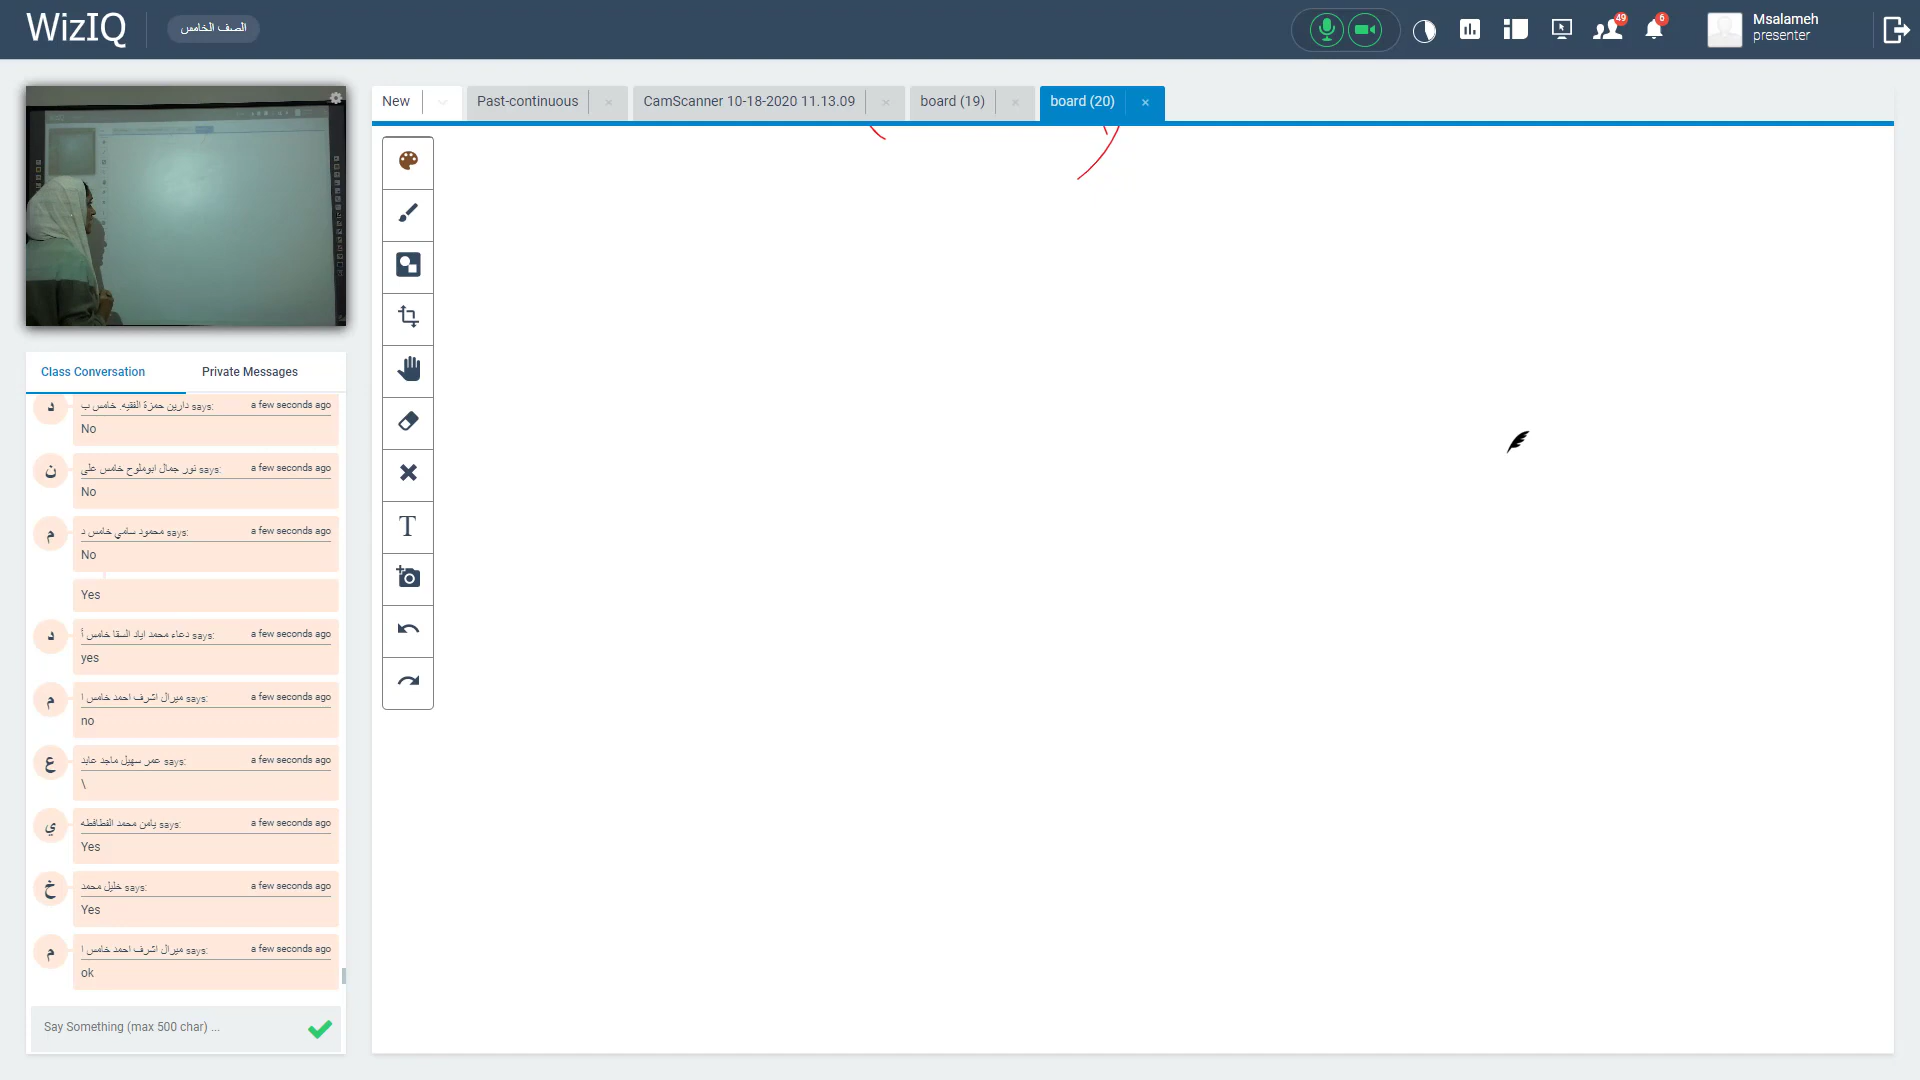 WizIQ
الصف الخامس
49
6
Msalameh
presenter
New
Past-continuous
CamScanner 10-18-2020 11.13.09
board (19)
board (20)
Class Conversation
Private Messages
د
دارين حمزة الفقيه. خامس ب says:
a few seconds ago
No
ن
نور جمال ابوملوح خامس علي says:
a few seconds ago
No
م
محمود سامي خامس د says:
a few seconds ago
No
Yes
د
دعاء محمد اياد السقا خامس أ says:
a few seconds ago
yes
م
ميرال اشرف احمد خامس ا says:
a few seconds ago
no
ع
عمر سهيل ماجد عابد says:
a few seconds ago
\
ي
يامن محمد القطاقطه says:
a few seconds ago
Yes
خ
خليل محمد says:
a few seconds ago
Yes
م
ميرال اشرف احمد خامس ا says:
a few seconds ago
ok
Say Something (max 500 char) ...
T